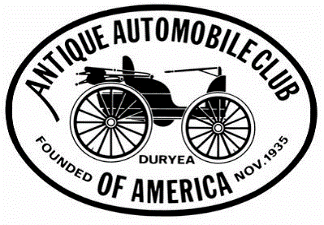 ANTIQUE AUTOMOBILE CLUB
DURYEA
FOUNDED NOV. 1935
OF AMERICA